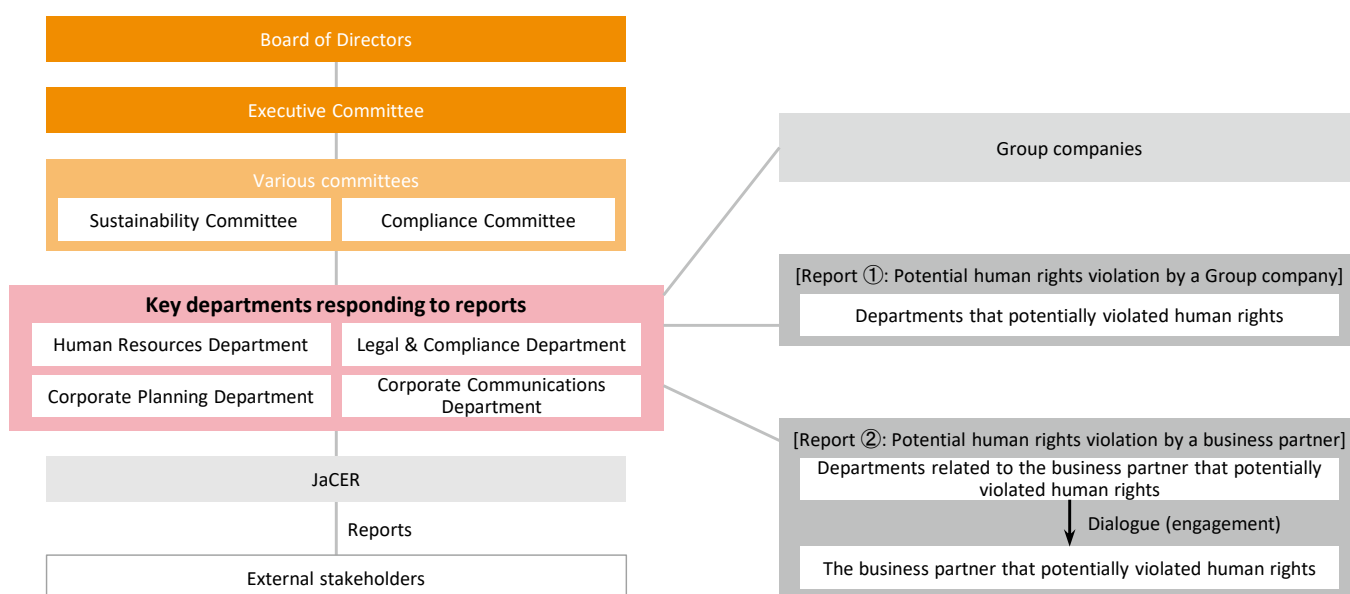 Board of Directors
Executive Committee
Various committees
Sustainability Committee
Compliance Committee
Key departments responding to reports
Human Resources Department
Legal & Compliance Department
Corporate Planning Department
Corporate Communications
Department
JaCER
Reports
External stakeholders
Group companies
[Report ①: Potential human rights violation by a Group company]
Departments that potentially violated human rights
[Report ②: Potential human rights violation by a business partner]
Departments related to the business partner that potentially
violated human rights
Dialogue (engagement)
The business partner that potentially violated human rights